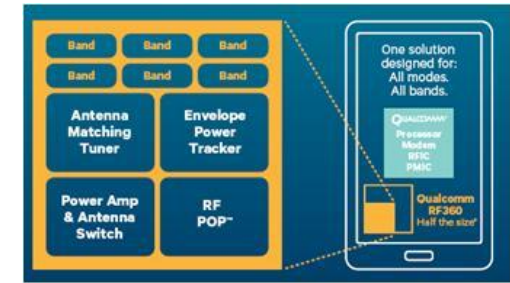 Band Band Band
Band Band Band
Antenna
Matching
Tuner
Envelope
Power
Tracker
Power Amp
& Antenna
Switch
RF
POP™
One solution
designed for:
All modes.
All bands.
QUALCOMM®
Processor
Modem
RFIC
PMIC
Qualcomm
RF360
Half the size*